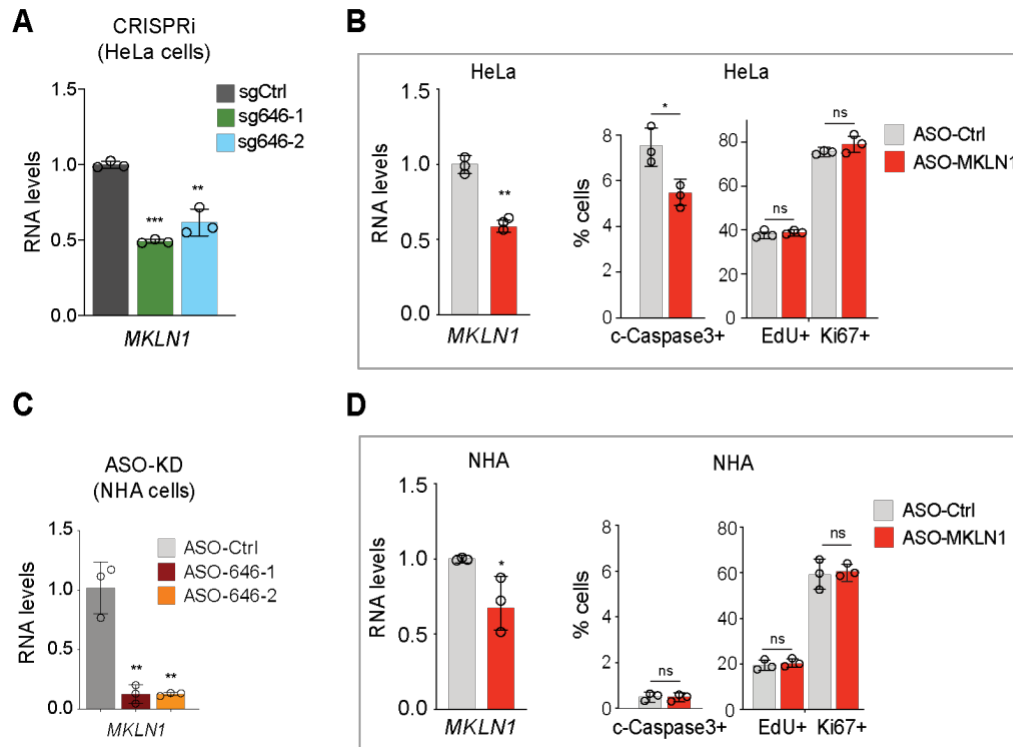 A
CRISPRi
(HeLa cells)
1.5
1.0
0.5
0.0
RNA levels
***
**
MKLN1
sgCtrl
sg646-1
sg646-2
B
HeLa
1.5
1.0
0.5
0.0
RNA levels
**
MKLN1
HeLa
8
6
4
2
0
% cells
*
c-Caspase3+
80
60
40
20
0
ns
ns
EdU+ Ki67+
ASO-Ctrl
ASO-MKLN1
C
ASO-KD
(NHA cells)
1.5
1.0
0.5
0.0
RNA levels
**
**
MKLN1
ASO-Ctrl
ASO-646-1
ASO-646-2
D
NHA
1.5
1.0
0.5
0.0
RNA levels
*
MKLN1
NHA
8
6
4
2
0
% cells
ns
c-Caspase3+
80
60
40
20
0
ns
ns
EdU+ Ki67+
ASO-Ctrl
ASO-MKLN1